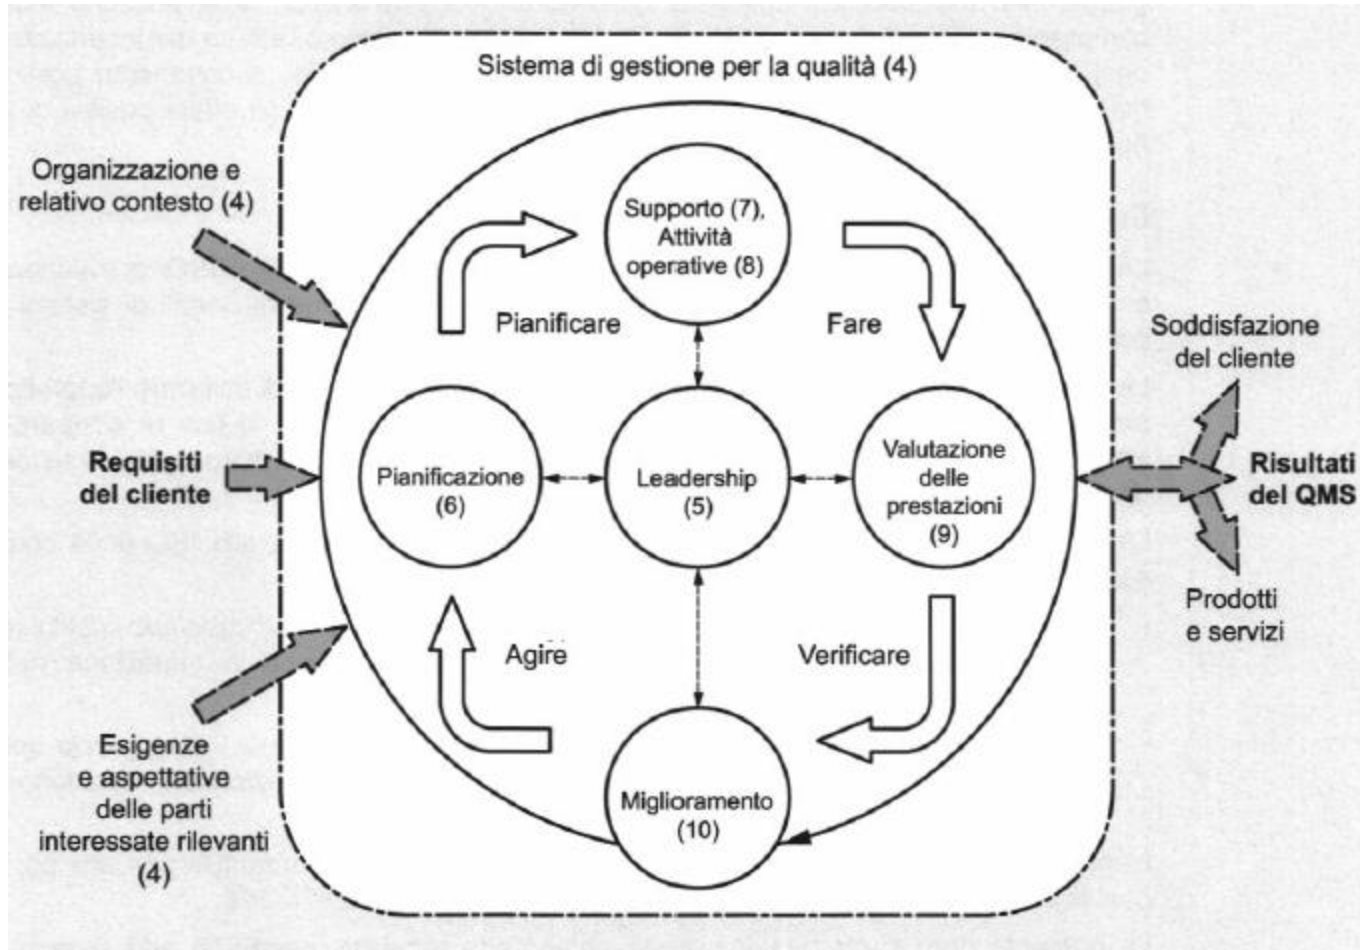 Sistema di gestione per la qualità (4)
Organizzazione e
relativo contesto (4)
Supporto (7),
Attività
operative (8)
Pianificare
Fare
Soddisfazione
del cliente
Requisiti
del cliente
Pianificazione
(6)
Leadership
(5)
Valutazione
delle
prestazioni
(9)
Risultati
del QMS
Agire
Verificare
Prodotti
e servizi
Esigenze
e aspettative
delle parti
interessate rilevanti
(4)
Miglioramento
(10)